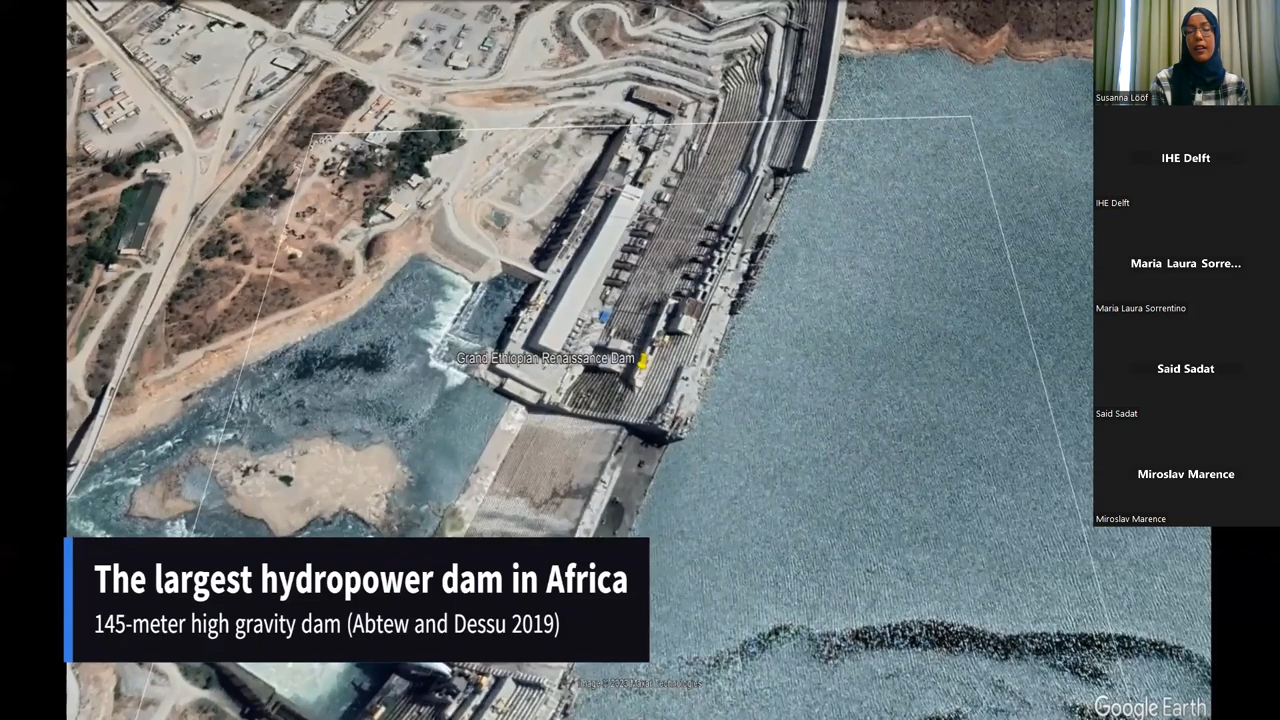 Grand Ethiopian Renaissance Dam
The largest hydropower dam in Africa
145-meter high gravity dam (Abtew and Dessu 2019)
Google Earth
Susanna Lööf
IHE Delft
IHE Delft
Maria Laura Sorre...
Maria Laura Sorrentino
Said Sadat
Said Sadat
Miroslav Marence
Miroslav Marence